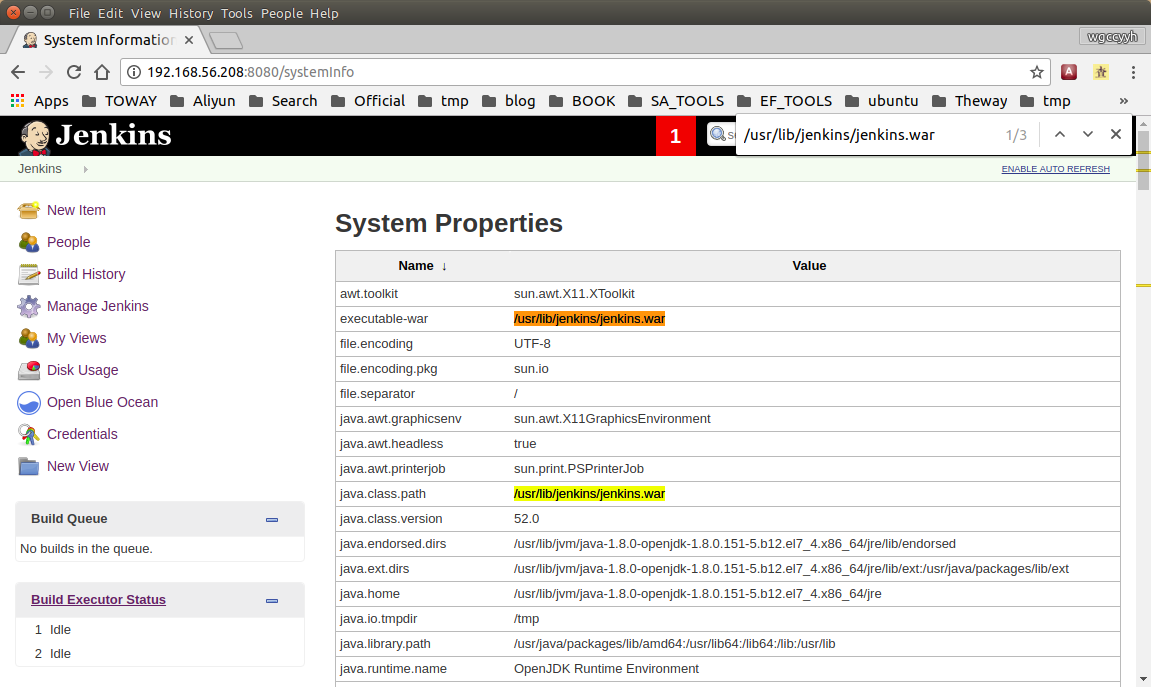 File Edit View History Tools People Help
System Information
wgccyyh
192.168.56.208:8080/systemInfo
A
Apps TOWAY Aliyun Search Official tmp blog BOOK SA_TOOLS EF_TOOLS ubuntu Theway tmp »
Jenkins
1
/usr/lib/jenkins/jenkins.war 1/3
Jenkins
ENABLE AUTO REFRESH
New Item
People
Build History
Manage Jenkins
My Views
Disk Usage
Open Blue Ocean
Credentials
New View
Build Queue
No builds in the queue.
Build Executor Status
1 Idle
2 Idle
System Properties
Name ↓ Value
awt.toolkit sun.awt.X11.XToolkit
executable-war /usr/lib/jenkins/jenkins.war
file.encoding UTF-8
file.encoding.pkg sun.io
file.separator /
java.awt.graphicsenv sun.awt.X11GraphicsEnvironment
java.awt.headless true
java.awt.printerjob sun.print.PSPrinterJob
java.class.path /usr/lib/jenkins/jenkins.war
java.class.version 52.0
java.endorsed.dirs /usr/lib/jvm/java-1.8.0-openjdk-1.8.0.151-5.b12.el7_4.x86_64/jre/lib/endorsed
java.ext.dirs /usr/lib/jvm/java-1.8.0-openjdk-1.8.0.151-5.b12.el7_4.x86_64/jre/lib/ext:/usr/java/packages/lib/ext
java.home /usr/lib/jvm/java-1.8.0-openjdk-1.8.0.151-5.b12.el7_4.x86_64/jre
java.io.tmpdir /tmp
java.library.path /usr/java/packages/lib/amd64:/usr/lib64:/lib64:/lib:/usr/lib
java.runtime.name OpenJDK Runtime Environment